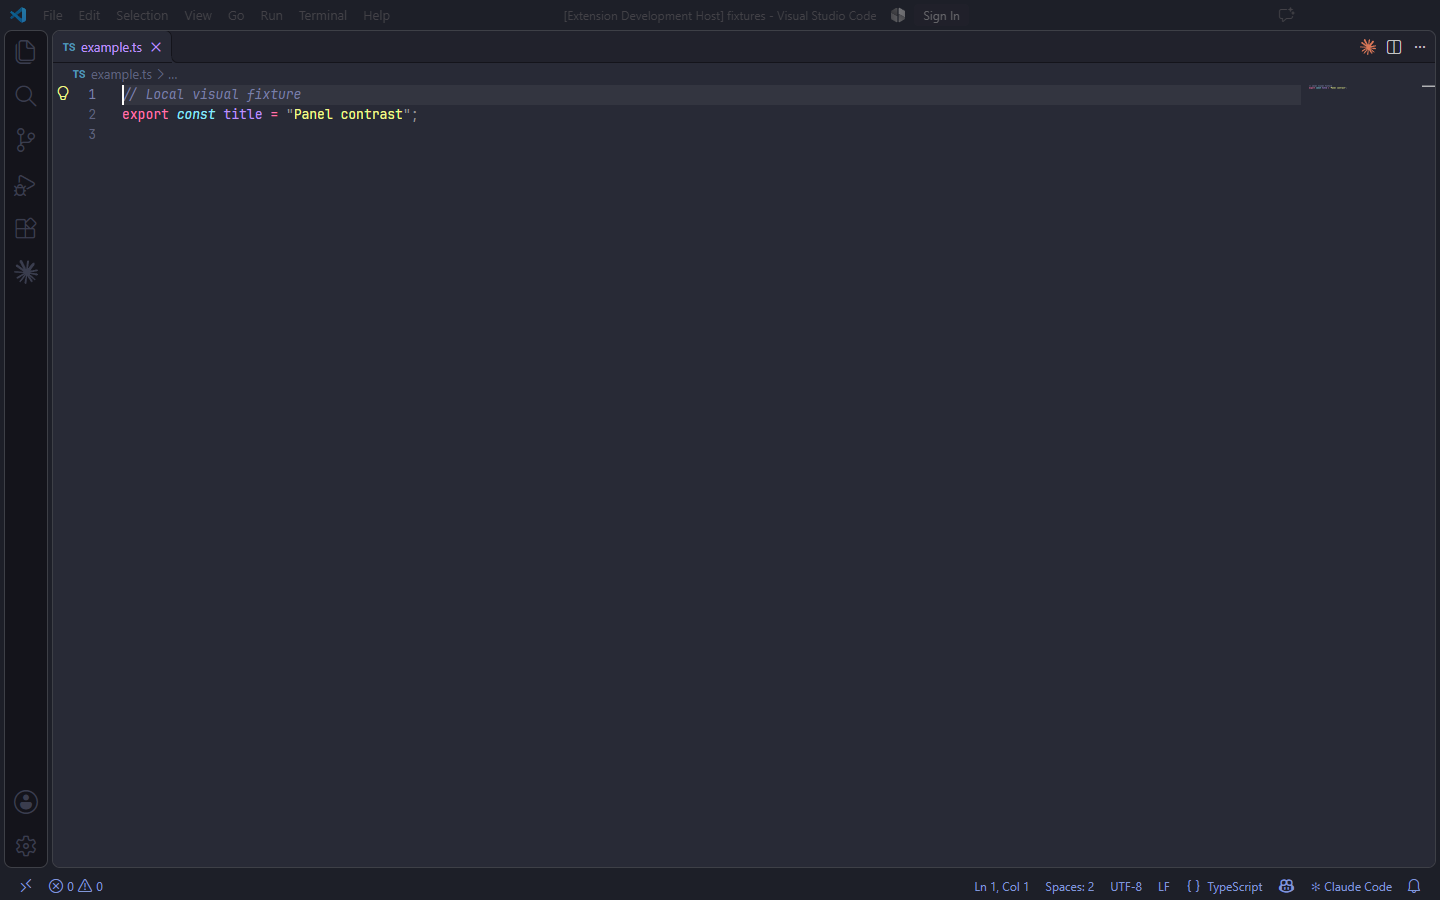 File Edit Selection View Go Run Terminal Help [Extension Development Host] fixtures - Visual Studio Code Sign In
TS example.ts
TS example.ts > ...
1 // Local visual fixture
2 export const title = "Panel contrast";
3
0 0 Ln 1, Col 1 Spaces: 2 UTF-8 LF { } TypeScript Claude Code